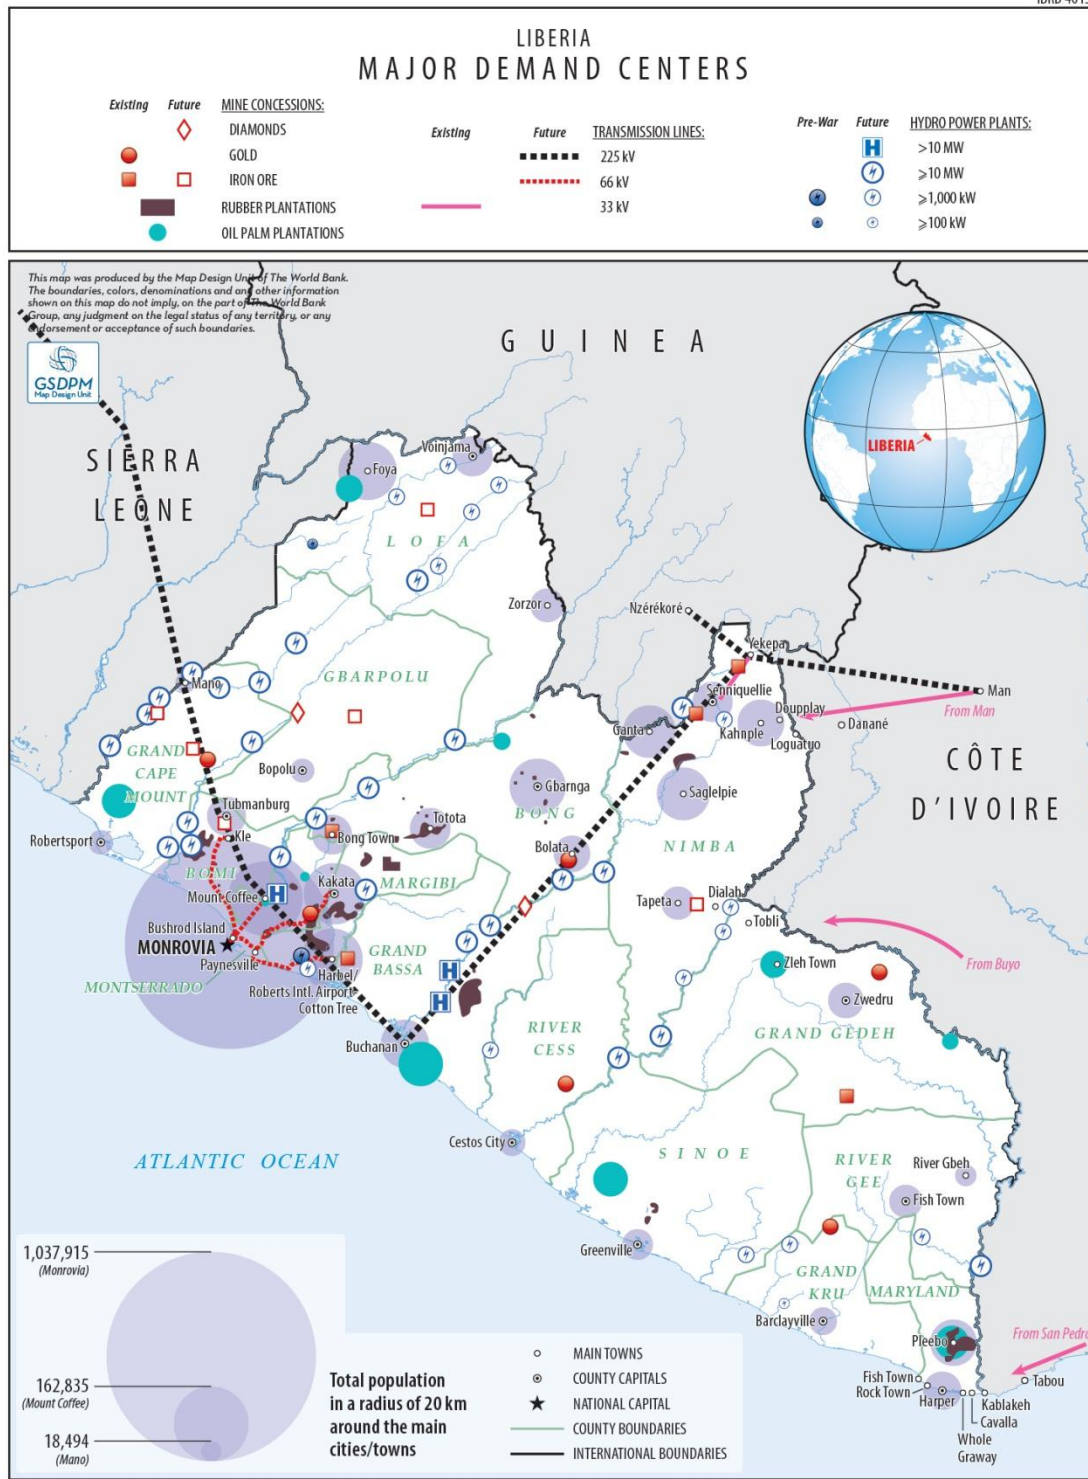 LIBERIA
MAJOR DEMAND CENTERS
Existing Future MINE CONCESSIONS:
DIAMONDS
GOLD
IRON ORE
RUBBER PLANTATIONS
OIL PALM PLANTATIONS
Existing Future TRANSMISSION LINES:
225 kV
66 kV
33 kV
Pre-War Future HYDRO POWER PLANTS:
H >10 MW
⩾10 MW
⩾1,000 kW
⩾100 kW
This map was produced by the Map Design Unit of The World Bank.
The boundaries, colors, denominations and any other information
shown on this map do not imply, on the part of The World Bank
Group, any judgment on the legal status of any territory, or any
endorsement or acceptance of such boundaries.
GSDPM
Map Design Unit
GUINEA
SIERRA
LEONE
LIBERIA
CÔTE
D'IVOIRE
Voinjama
Foya
LOFA
Zorzor
Nzérékoré
Yekepa
Man
From Man
Mano
GBARPOLU
Senniquellie
Doupplay
Danané
Ganta
Kahnple
Loguatuo
GRAND
CAPE
MOUNT
Bopolu
Gbarnga
BONG
Saglelpie
Tubmanburg
Robertsport
Kle
Bong Town
Totota
Bolata
NIMBA
BOMI
Kakata
MARGIBI
Mount Coffee
H
Tapeta
Dialah
Tobli
Bushrod Island
MONROVIA
Paynesville
GRAND
BASSA
From Buyo
MONTSERRADO
Harbel/
Roberts Intl. Airport
Cotton Tree
H
H
Zleh Town
Zwedru
GRAND GEDEH
Buchanan
RIVER
CESS
Cestos City
ATLANTIC OCEAN
SINOE
RIVER
GEE
River Gbeh
Fish Town
Greenville
GRAND
KRU
MARYLAND
Barclayville
Pleebo
From San Pedro
Fish Town
Rock Town
Harper
Tabou
Kablakeh
Cavalla
Whole
Graway
1,037,915
(Monrovia)
162,835
(Mount Coffee)
18,494
(Mano)
Total population
in a radius of 20 km
around the main
cities/towns
MAIN TOWNS
COUNTY CAPITALS
NATIONAL CAPITAL
COUNTY BOUNDARIES
INTERNATIONAL BOUNDARIES